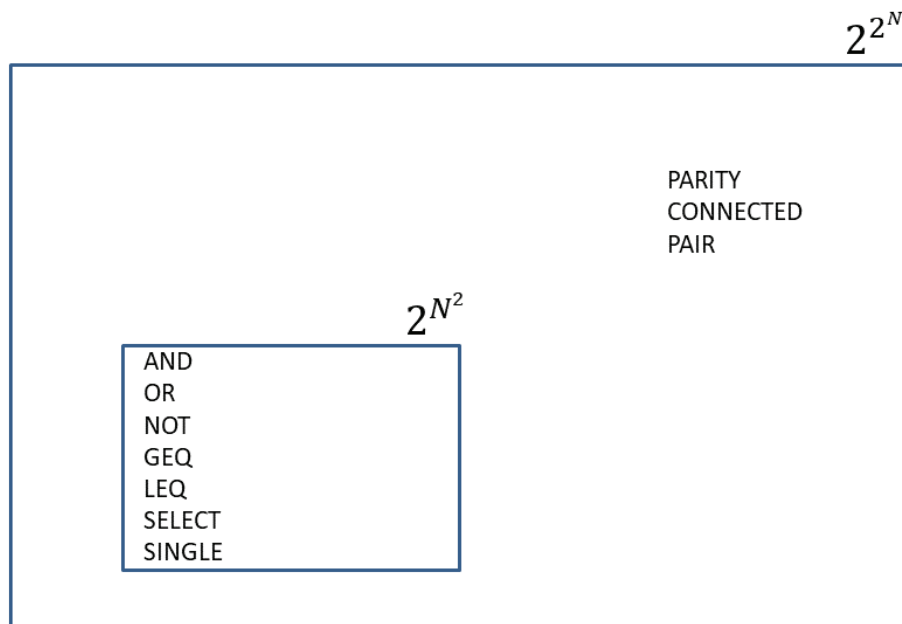 2^{2^N}
PARITY
CONNECTED
PAIR
2^{N^2}
AND
OR
NOT
GEQ
LEQ
SELECT
SINGLE